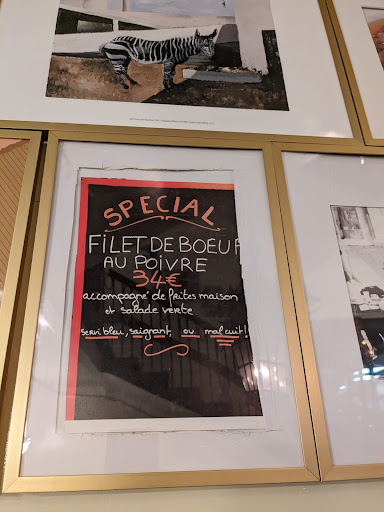 SPECIAL
FILET DE BOEUF
AU POIVRE
34€
accompagné de frites maison
et salade verte
servi bleu, saignant, ou mal cuit!